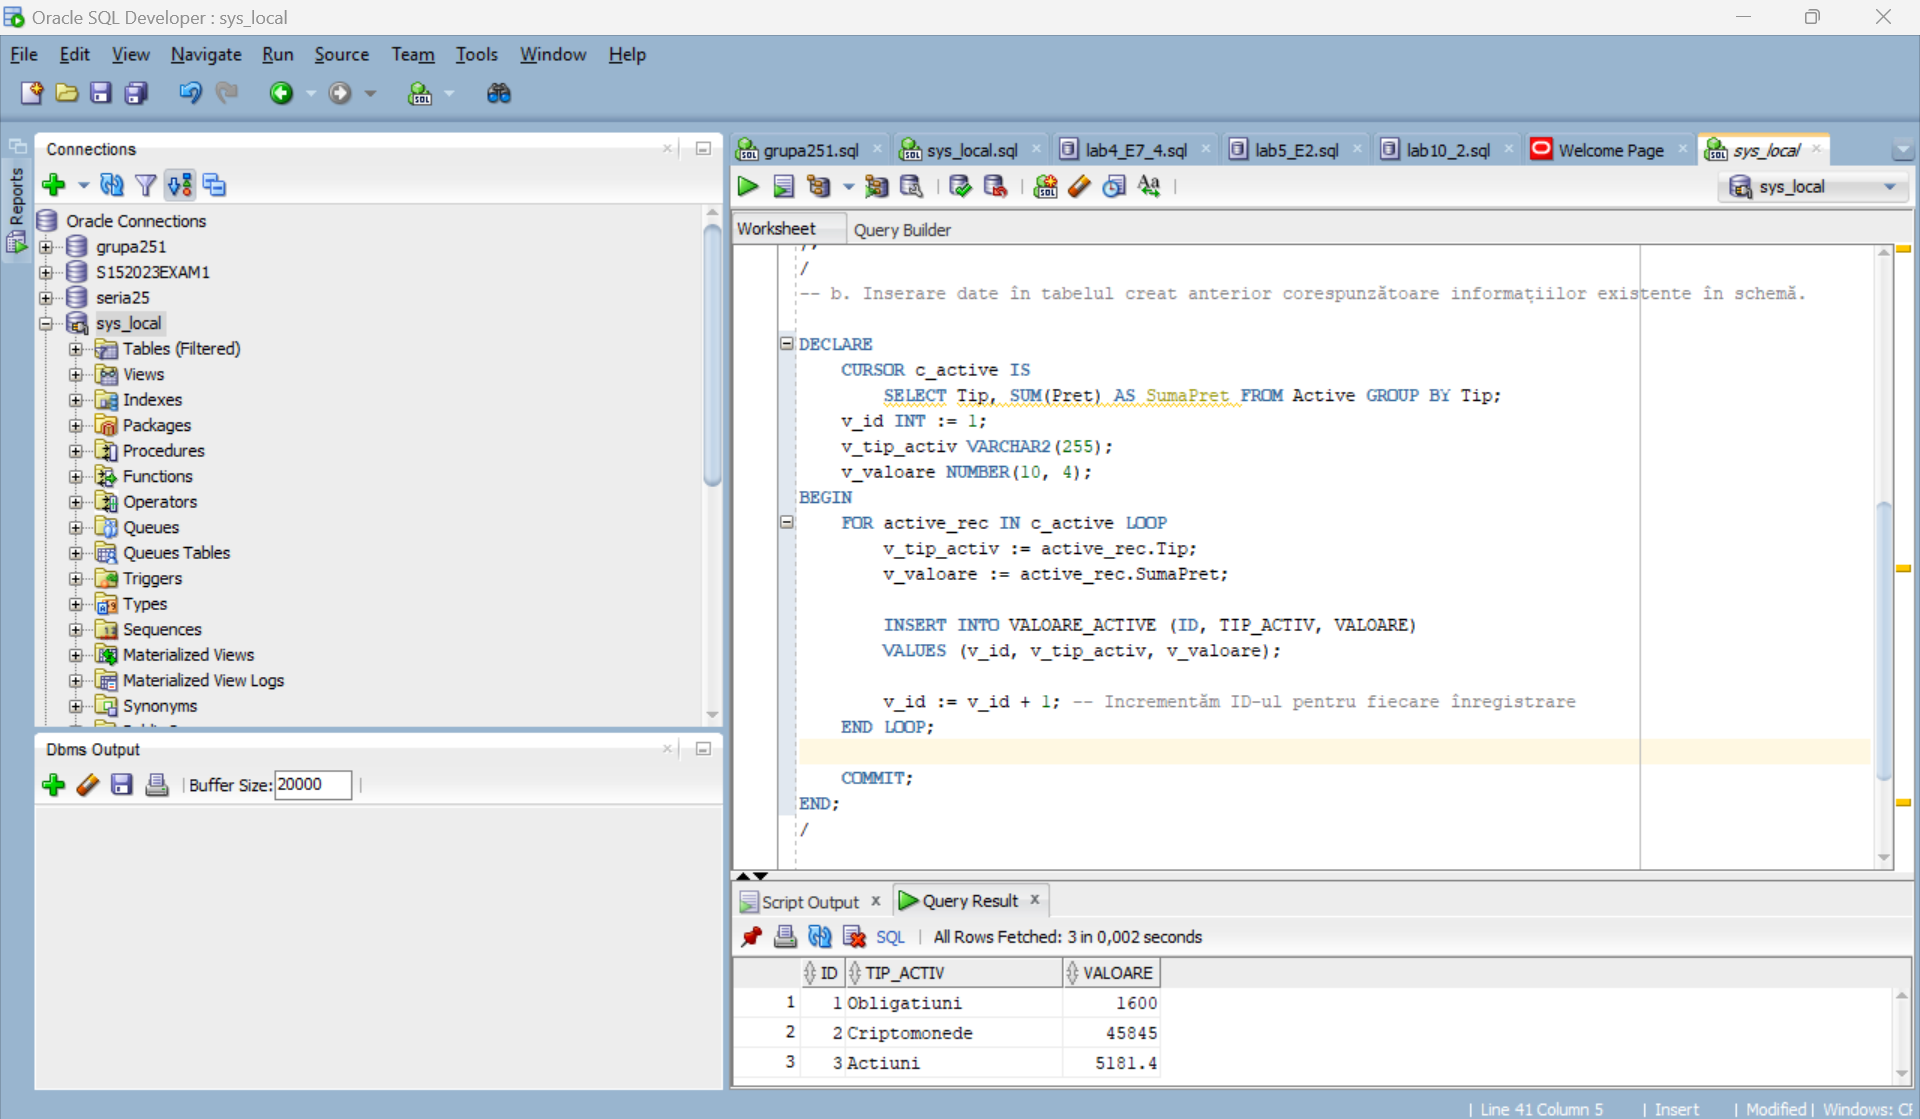 Oracle SQL Developer : sys_local
File Edit View Navigate Run Source Team Tools Window Help
Reports
Connections
Oracle Connections
grupa251
S152023EXAM1
seria25
sys_local
Tables (Filtered)
Views
Indexes
Packages
Procedures
Functions
Operators
Queues
Queues Tables
Triggers
Types
Sequences
Materialized Views
Materialized View Logs
Synonyms
Dbms Output
Buffer Size: 20000
grupa251.sql sys_local.sql lab4_E7_4.sql lab5_E2.sql lab10_2.sql Welcome Page sys_local
sys_local
Worksheet Query Builder
/
-- b. Inserare date în tabelul creat anterior corespunzătoare informațiilor existente în schemă.
DECLARE
CURSOR c_active IS
SELECT Tip, SUM(Pret) AS SumaPret FROM Active GROUP BY Tip;
v_id INT := 1;
v_tip_activ VARCHAR2(255);
v_valoare NUMBER(10, 4);
BEGIN
FOR active_rec IN c_active LOOP
v_tip_activ := active_rec.Tip;
v_valoare := active_rec.SumaPret;
INSERT INTO VALOARE_ACTIVE (ID, TIP_ACTIV, VALOARE)
VALUES (v_id, v_tip_activ, v_valoare);
v_id := v_id + 1; -- Incrementăm ID-ul pentru fiecare înregistrare
END LOOP;
COMMIT;
END;
/
Script Output x Query Result x
SQL | All Rows Fetched: 3 in 0,002 seconds
ID TIP_ACTIV VALOARE
1 1 Obligatiuni 1600
2 2 Criptomonede 45845
3 3 Actiuni 5181.4
| Line 41 Column 5 | Insert | Modified | Windows: